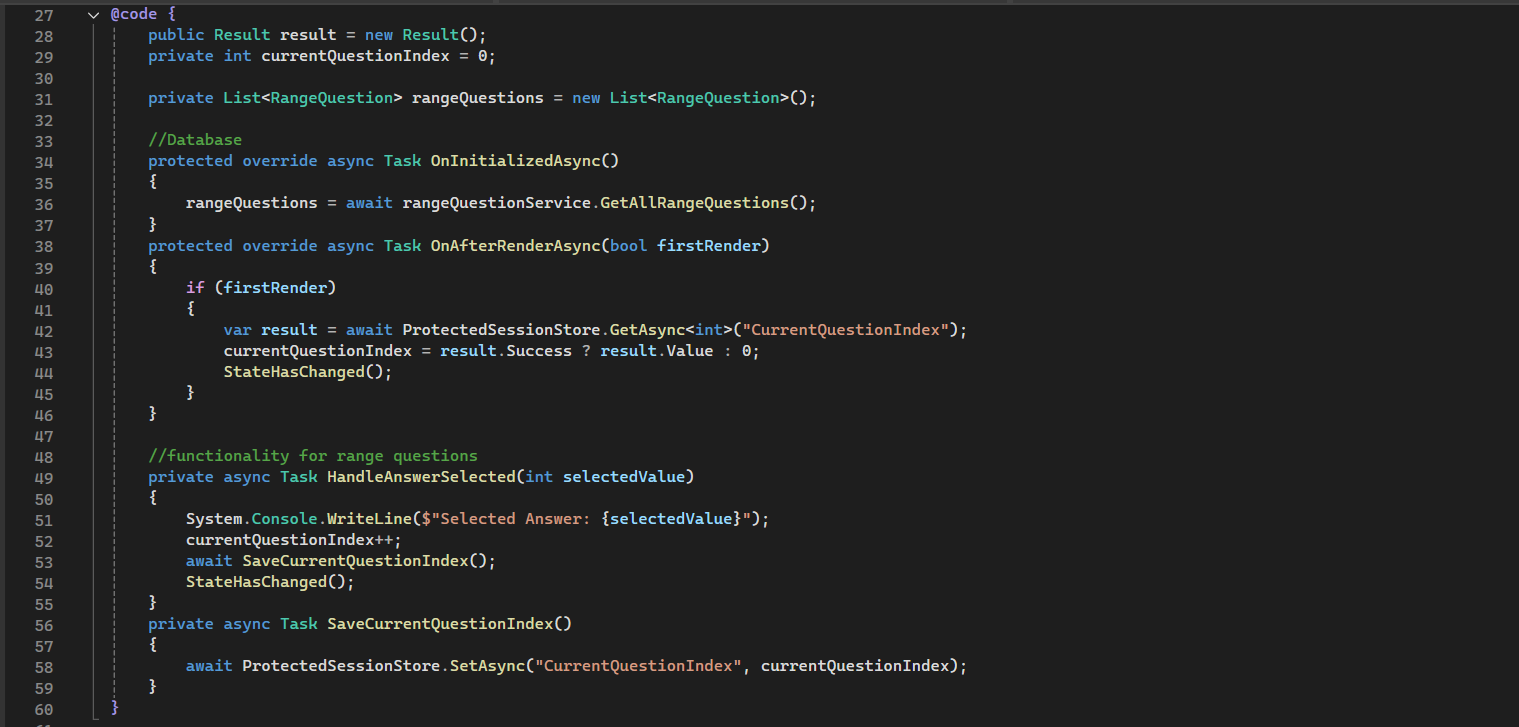 27 @code {
28 public Result result = new Result();
29 private int currentQuestionIndex = 0;
30
31 private List<RangeQuestion> rangeQuestions = new List<RangeQuestion>();
32
33 //Database
34 protected override async Task OnInitializedAsync()
35 {
36 rangeQuestions = await rangeQuestionService.GetAllRangeQuestions();
37 }
38 protected override async Task OnAfterRenderAsync(bool firstRender)
39 {
40 if (firstRender)
41 {
42 var result = await ProtectedSessionStore.GetAsync<int>("CurrentQuestionIndex");
43 currentQuestionIndex = result.Success ? result.Value : 0;
44 StateHasChanged();
45 }
46 }
47
48 //functionality for range questions
49 private async Task HandleAnswerSelected(int selectedValue)
50 {
51 System.Console.WriteLine($"Selected Answer: {selectedValue}");
52 currentQuestionIndex++;
53 await SaveCurrentQuestionIndex();
54 StateHasChanged();
55 }
56 private async Task SaveCurrentQuestionIndex()
57 {
58 await ProtectedSessionStore.SetAsync("CurrentQuestionIndex", currentQuestionIndex);
59 }
60 }